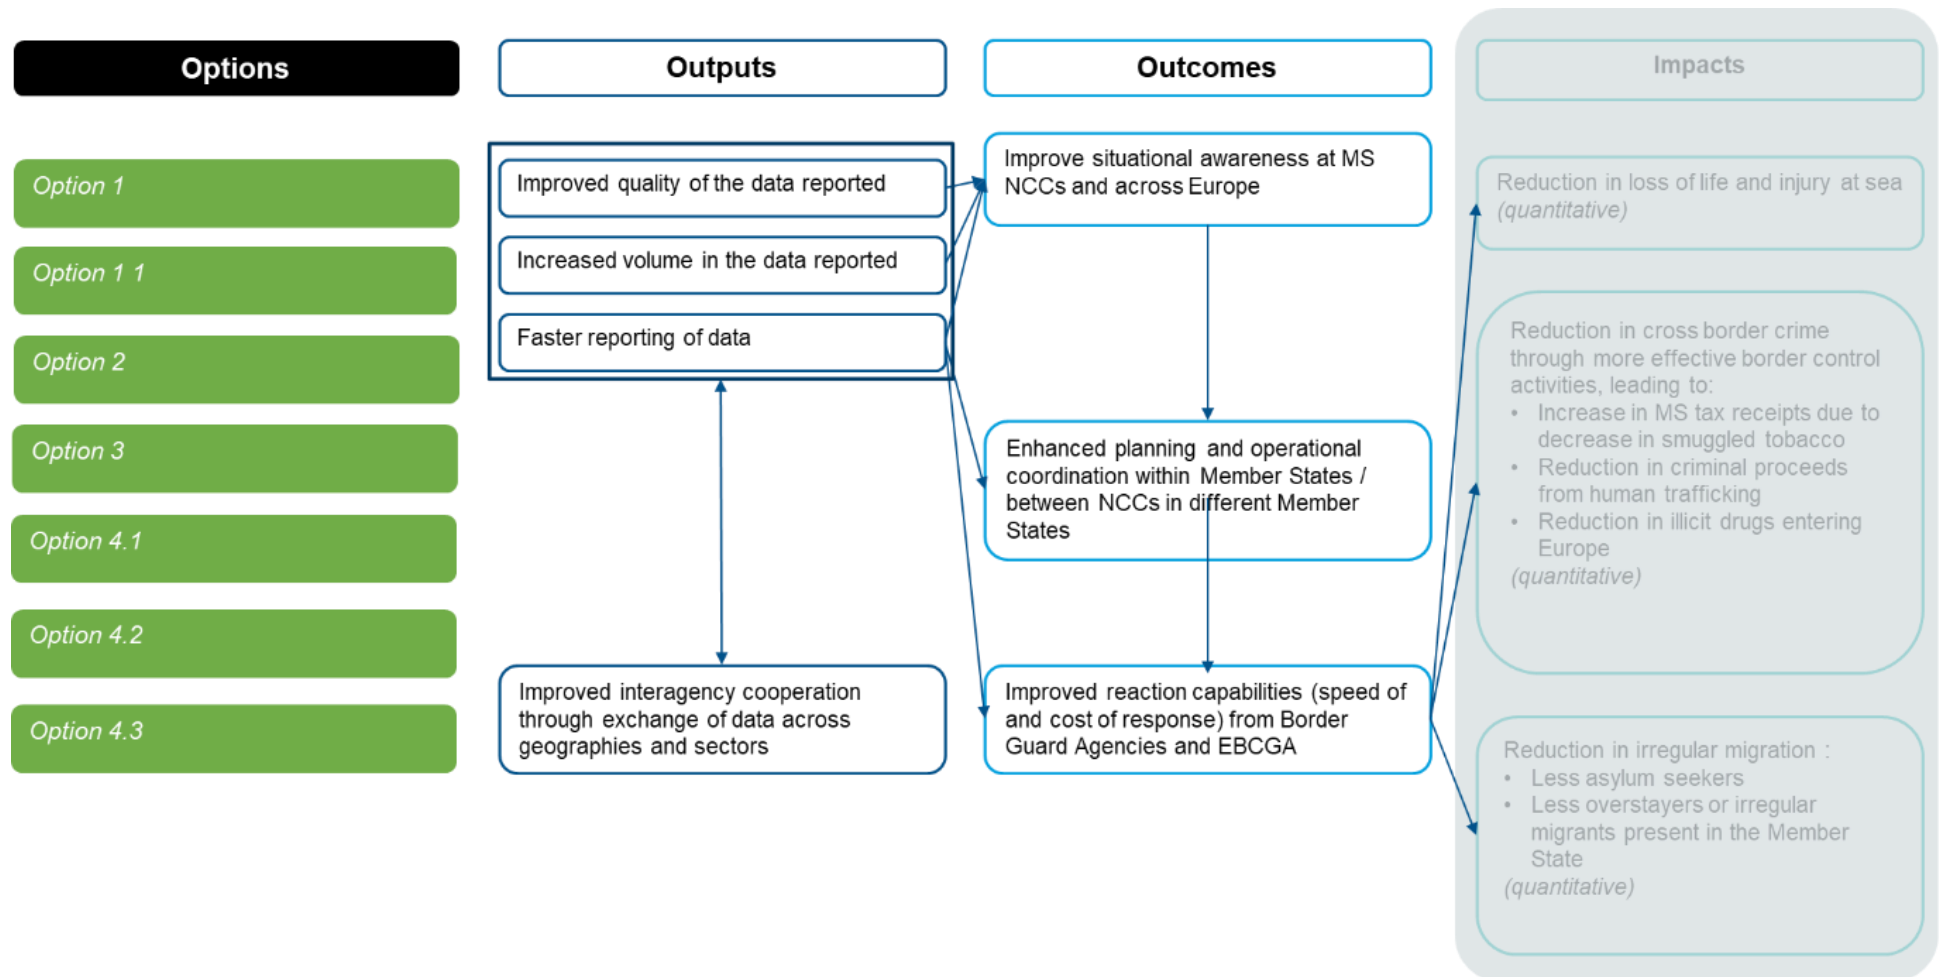 Options
Outputs
Outcomes
Impacts
Option 1
Option 1 1
Option 2
Option 3
Option 4.1
Option 4.2
Option 4.3
Improved quality of the data reported
Increased volume in the data reported
Faster reporting of data
Improved interagency cooperation
through exchange of data across
geographies and sectors
Improve situational awareness at MS
NCCs and across Europe
Enhanced planning and operational
coordination within Member States /
between NCCs in different Member
States
Improved reaction capabilities (speed of
and cost of response) from Border
Guard Agencies and EBCGA
Reduction in loss of life and injury at sea
(quantitative)
Reduction in cross border crime
through more effective border control
activities, leading to:
• Increase in MS tax receipts due to
decrease in smuggled tobacco
• Reduction in criminal proceeds
from human trafficking
• Reduction in illicit drugs entering
Europe
(quantitative)
Reduction in irregular migration :
• Less asylum seekers
• Less overstayers or irregular
migrants present in the Member
State
(quantitative)